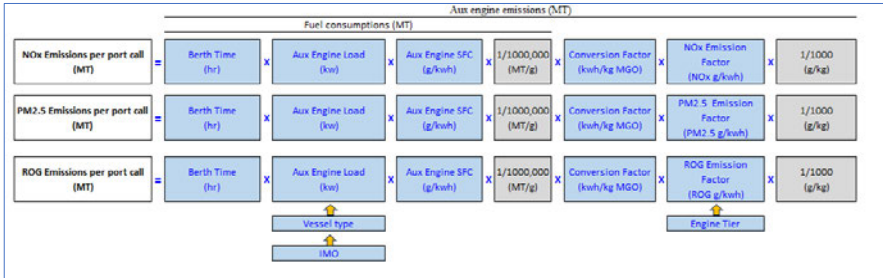 Aux engine emissions (MT)
Fuel consumptions (MT)
NOx Emissions per port call
(MT)
=
Berth Time
(hr)
x
Aux Engine Load
(kw)
x
Aux Engine SFC
(g/kwh)
x
1/1000,000
(MT/g)
x
Conversion Factor
(kwh/kg MGO)
x
NOx Emission
Factor
(NOx g/kwh)
x
1/1000
(g/kg)
PM2.5 Emissions per port call
(MT)
=
Berth Time
(hr)
x
Aux Engine Load
(kw)
x
Aux Engine SFC
(g/kwh)
x
1/1000,000
(MT/g)
x
Conversion Factor
(kwh/kg MGO)
x
PM2.5 Emission
Factor
(PM2.5 g/kwh)
x
1/1000
(g/kg)
ROG Emissions per port call
(MT)
=
Berth Time
(hr)
x
Aux Engine Load
(kw)
x
Aux Engine SFC
(g/kwh)
x
1/1000,000
(MT/g)
x
Conversion Factor
(kwh/kg MGO)
x
ROG Emission
Factor
(ROG g/kwh)
x
1/1000
(g/kg)
Vessel type
Engine Tier
IMO